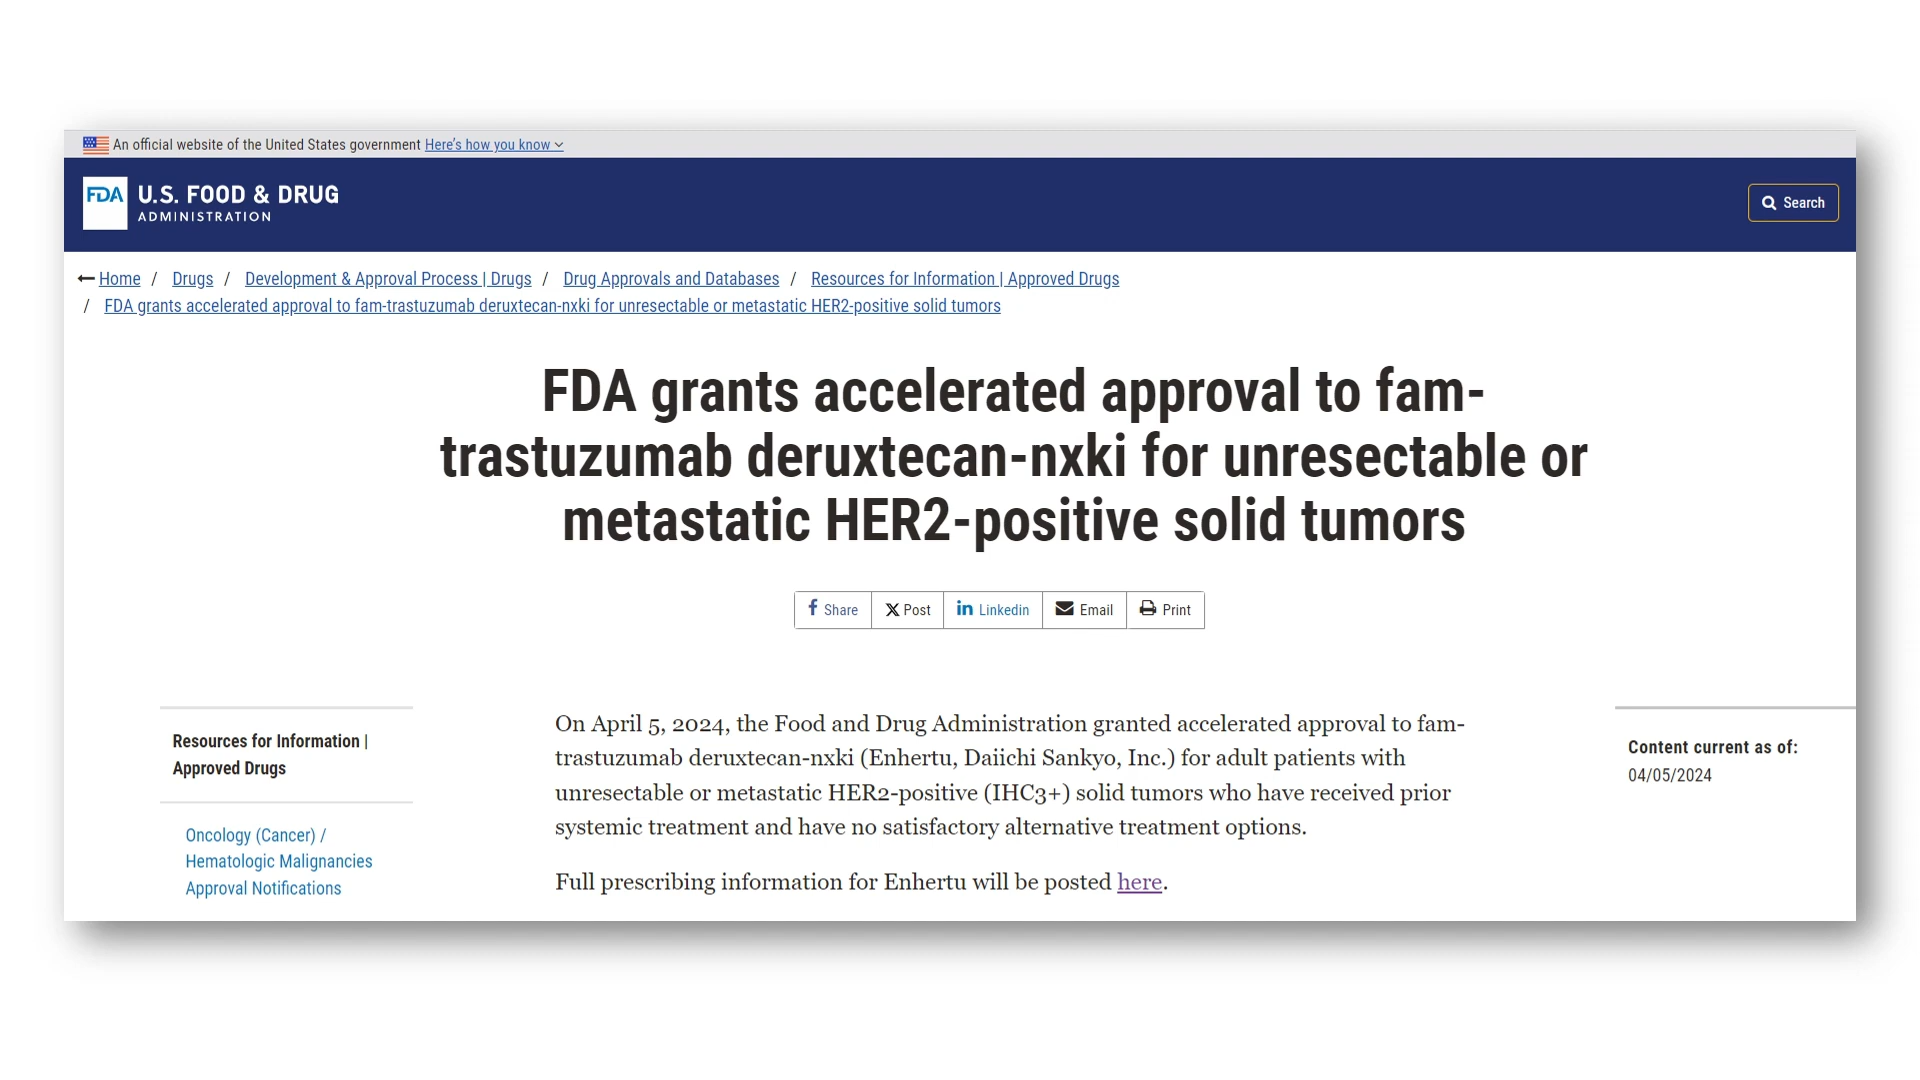 An official website of the United States government Here's how you know
FDA U.S. FOOD & DRUG
ADMINISTRATION
Search
Home / Drugs / Development & Approval Process | Drugs / Drug Approvals and Databases / Resources for Information | Approved Drugs
/ FDA grants accelerated approval to fam-trastuzumab deruxtecan-nxki for unresectable or metastatic HER2-positive solid tumors
FDA grants accelerated approval to fam-
trastuzumab deruxtecan-nxki for unresectable or
metastatic HER2-positive solid tumors
Share Post Linkedin Email Print
Resources for Information |
Approved Drugs
Oncology (Cancer) /
Hematologic Malignancies
Approval Notifications
On April 5, 2024, the Food and Drug Administration granted accelerated approval to fam-
trastuzumab deruxtecan-nxki (Enhertu, Daiichi Sankyo, Inc.) for adult patients with
unresectable or metastatic HER2-positive (IHC3+) solid tumors who have received prior
systemic treatment and have no satisfactory alternative treatment options.
Full prescribing information for Enhertu will be posted here.
Content current as of:
04/05/2024